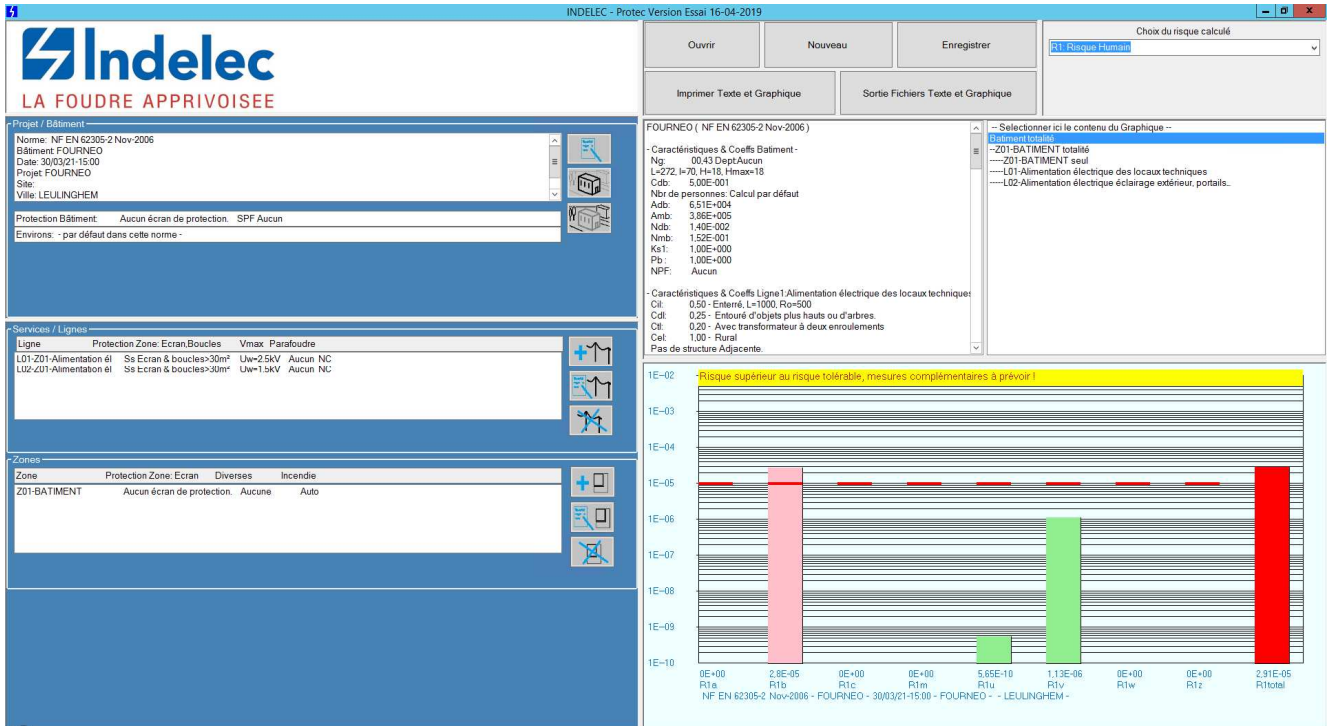 INDELEC - Protec Version Essai 16-04-2019
Indelec
LA FOUDRE APPRIVOISEE
Ouvrir
Nouveau
Enregistrer
Imprimer Texte et Graphique
Sortie Fichiers Texte et Graphique
Choix du risque calculé
R1: Risque Humain
Projet / Bâtiment
Norme: NF EN 62305-2 Nov-2006
Bâtiment: FOURNEO
Date: 30/03/21-15:00
Projet: FOURNEO
Site:
Ville: LEULINGHEM
Protection Bâtiment: Aucun écran de protection. SPF Aucun
Environs: - par défaut dans cette norme -
Services / Lignes
Ligne Protection Zone: Ecran,Boucles Vmax Parafoudre
L01-Z01-Alimentation él Ss Ecran & boucles>30m² Uw=2.5kV Aucun NC
L02-Z01-Alimentation él Ss Ecran & boucles>30m² Uw=1.5kV Aucun NC
Zones
Zone Protection Zone: Ecran Diverses Incendie
Z01-BATIMENT Aucun écran de protection. Aucune Auto
FOURNEO ( NF EN 62305-2 Nov-2006 )
- Caractéristiques & Coeffs Batiment -
Ng: 00,43 Dept:Aucun
L=272, l=70, H=18, Hmax=18
Cdb: 5,00E-001
Nbr de personnes: Calcul par défaut
Adb: 6,51E+004
Amb: 3,86E+005
Ndb: 1,40E-002
Nmb: 1,52E-001
Ks1: 1,00E+000
Pb : 1,00E+000
NPF: Aucun
- Caractéristiques & Coeffs Ligne1:Alimentation électrique des locaux techniques
Cil: 0,50 - Enterré, L=1000, Ro=500
Cdl: 0,25 - Entouré d'objets plus hauts ou d'arbres.
Ctl: 0,20 - Avec transformateur à deux enroulements
Cel: 1,00 - Rural
Pas de structure Adjacente.
-- Selectionner ici le contenu du Graphique --
Batiment totalité
--Z01-BATIMENT totalité
-----Z01-BATIMENT seul
-----L01-Alimentation électrique des locaux techniques
-----L02-Alimentation électrique éclairage extérieur, portails..
Risque supérieur au risque tolérable, mesures complémentaires à prévoir !
1E-02
1E-03
1E-04
1E-05
1E-06
1E-07
1E-08
1E-09
1E-10
0E+00 2,8E-05 0E+00 0E+00 5,65E-10 1,13E-06 0E+00 0E+00 2,91E-05
R1a R1b R1c R1m R1u R1v R1w R1z R1total
NF EN 62305-2 Nov-2006 - FOURNEO - 30/03/21-15:00 - FOURNEO - - LEULINGHEM -